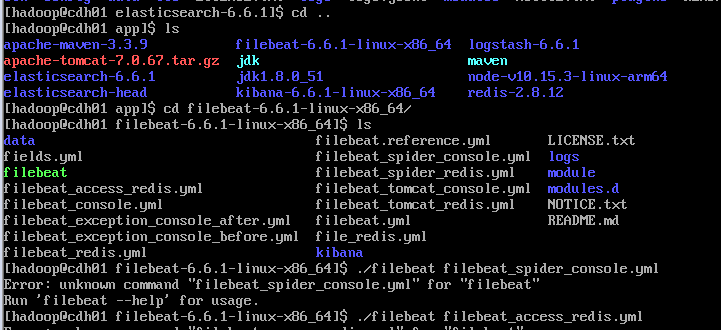 [hadoop@cdh01 elasticsearch-6.6.1]$ cd ..
[hadoop@cdh01 app]$ ls
apache-maven-3.3.9 filebeat-6.6.1-linux-x86_64 logstash-6.6.1
apache-tomcat-7.0.67.tar.gz jdk maven
elasticsearch-6.6.1 jdk1.8.0_51 node-v10.15.3-linux-arm64
elasticsearch-head kibana-6.6.1-linux-x86_64 redis-2.8.12
[hadoop@cdh01 app]$ cd filebeat-6.6.1-linux-x86_64/
[hadoop@cdh01 filebeat-6.6.1-linux-x86_64]$ ls
data filebeat.reference.yml LICENSE.txt
fields.yml filebeat_spider_console.yml logs
filebeat filebeat_spider_redis.yml module
filebeat_access_redis.yml filebeat_tomcat_console.yml modules.d
filebeat_console.yml filebeat_tomcat_redis.yml NOTICE.txt
filebeat_exception_console_after.yml filebeat.yml README.md
filebeat_exception_console_before.yml file_redis.yml
filebeat_redis.yml kibana
[hadoop@cdh01 filebeat-6.6.1-linux-x86_64]$ ./filebeat filebeat_spider_console.yml
Error: unknown command "filebeat_spider_console.yml" for "filebeat"
Run 'filebeat --help' for usage.
[hadoop@cdh01 filebeat-6.6.1-linux-x86_64]$ ./filebeat filebeat_access_redis.yml